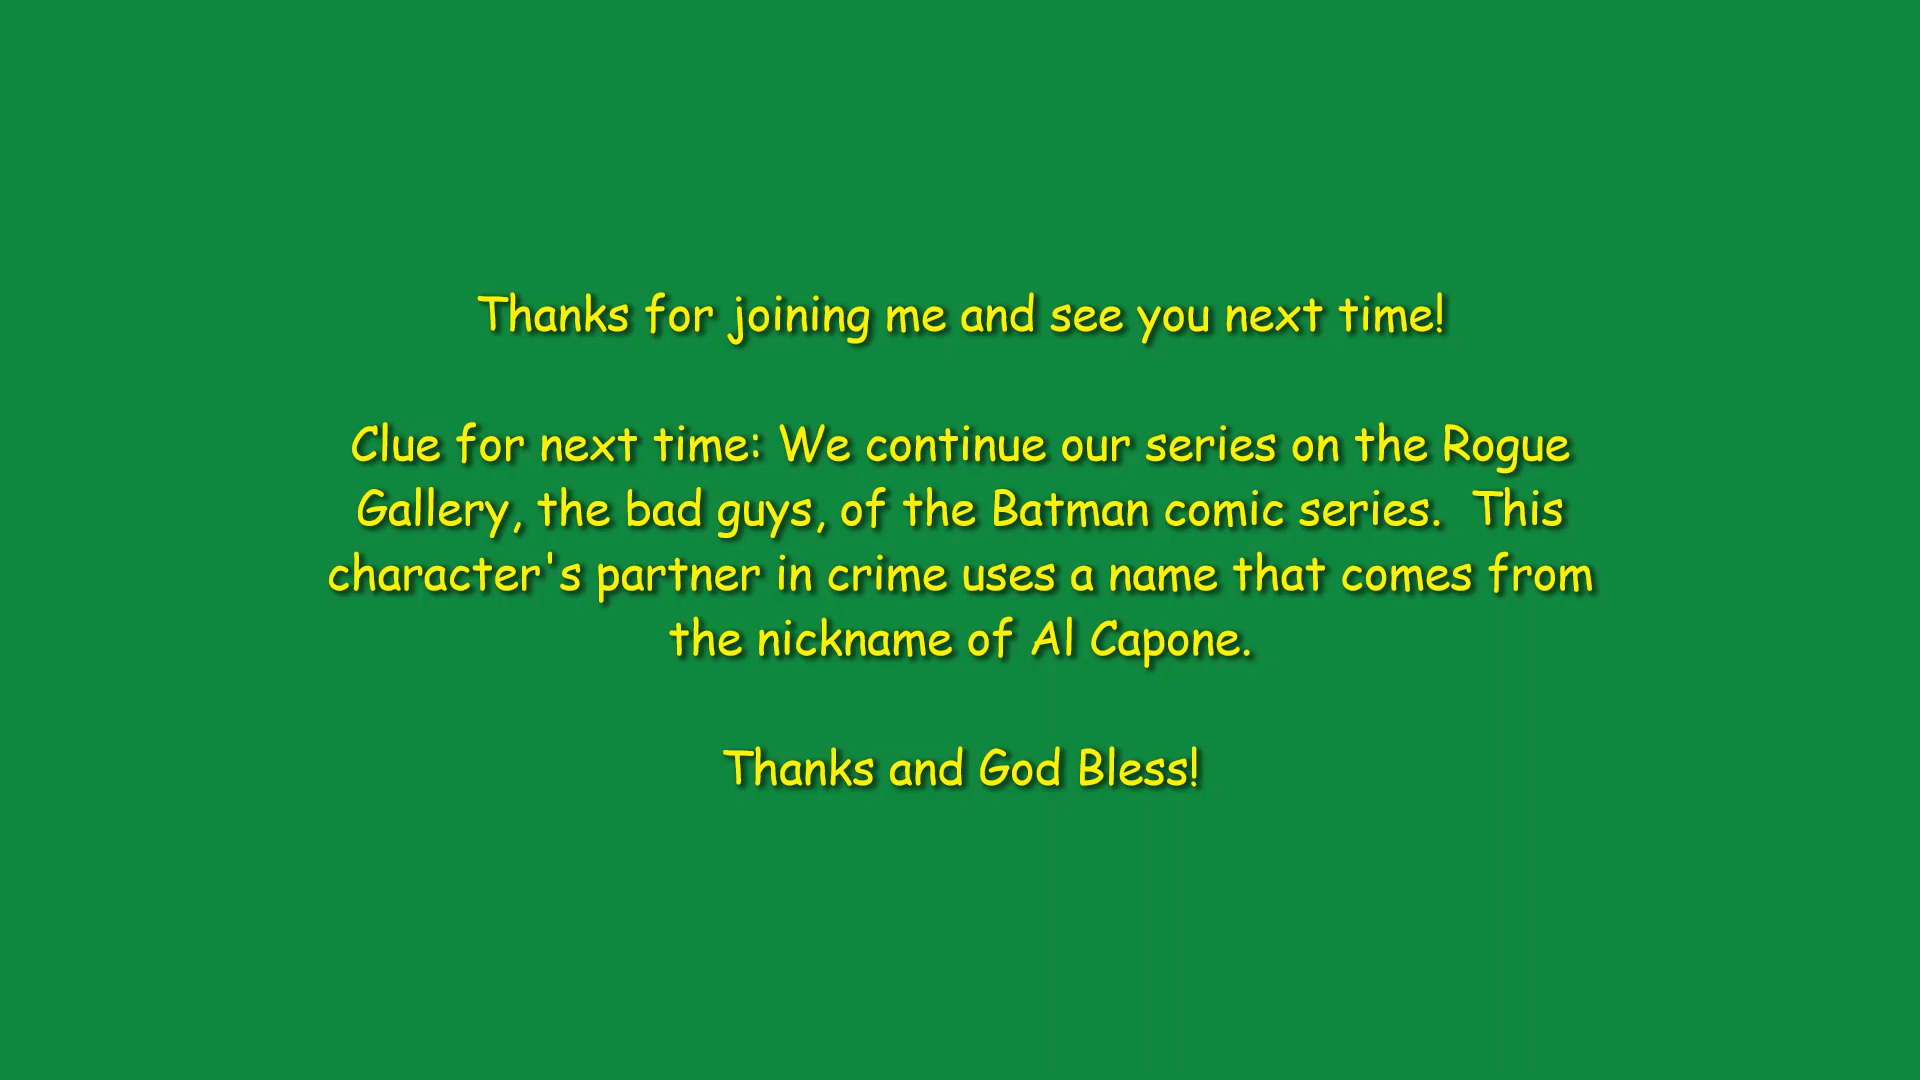 Thanks for joining me and see you next time!
Clue for next time: We continue our series on the Rogue
Gallery, the bad guys, of the Batman comic series.  This
character's partner in crime uses a name that comes from
the nickname of Al Capone.
Thanks and God Bless!